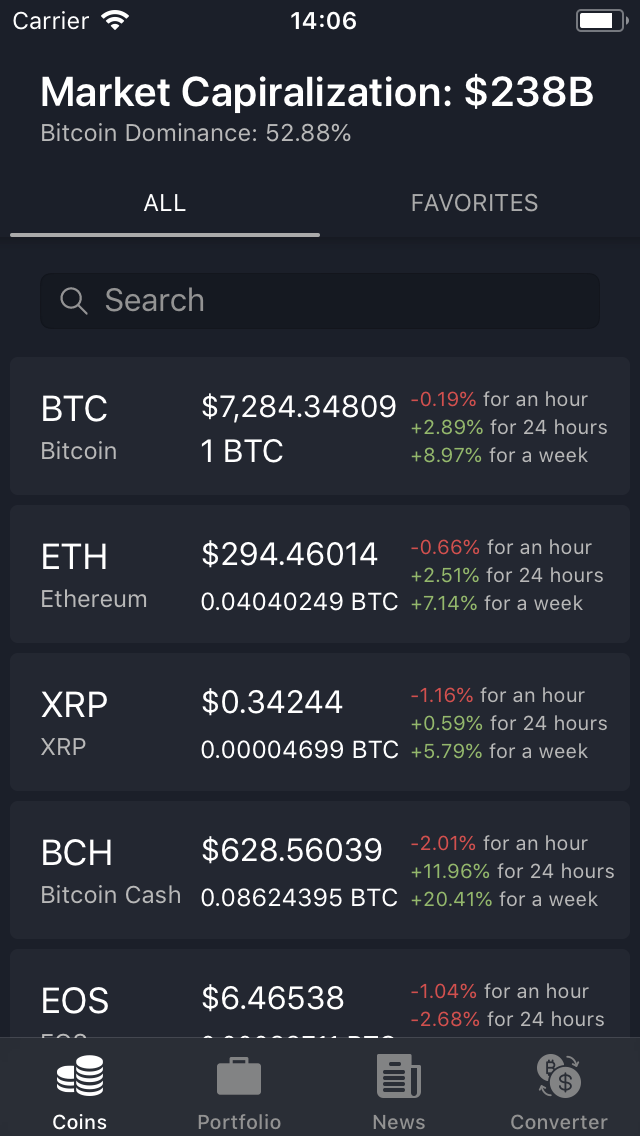 Carrier 14:06
Market Capiralization: $238B
Bitcoin Dominance: 52.88%
ALL FAVORITES
Search
BTC $7,284.34809 -0.19% for an hour
+2.89% for 24 hours
Bitcoin 1 BTC +8.97% for a week
ETH $294.46014 -0.66% for an hour
+2.51% for 24 hours
Ethereum 0.04040249 BTC +7.14% for a week
XRP $0.34244 -1.16% for an hour
+0.59% for 24 hours
XRP 0.00004699 BTC +5.79% for a week
BCH $628.56039 -2.01% for an hour
+11.96% for 24 hours
Bitcoin Cash 0.08624395 BTC +20.41% for a week
EOS $6.46538 -1.04% for an hour
-2.68% for 24 hours
Coins Portfolio News Converter